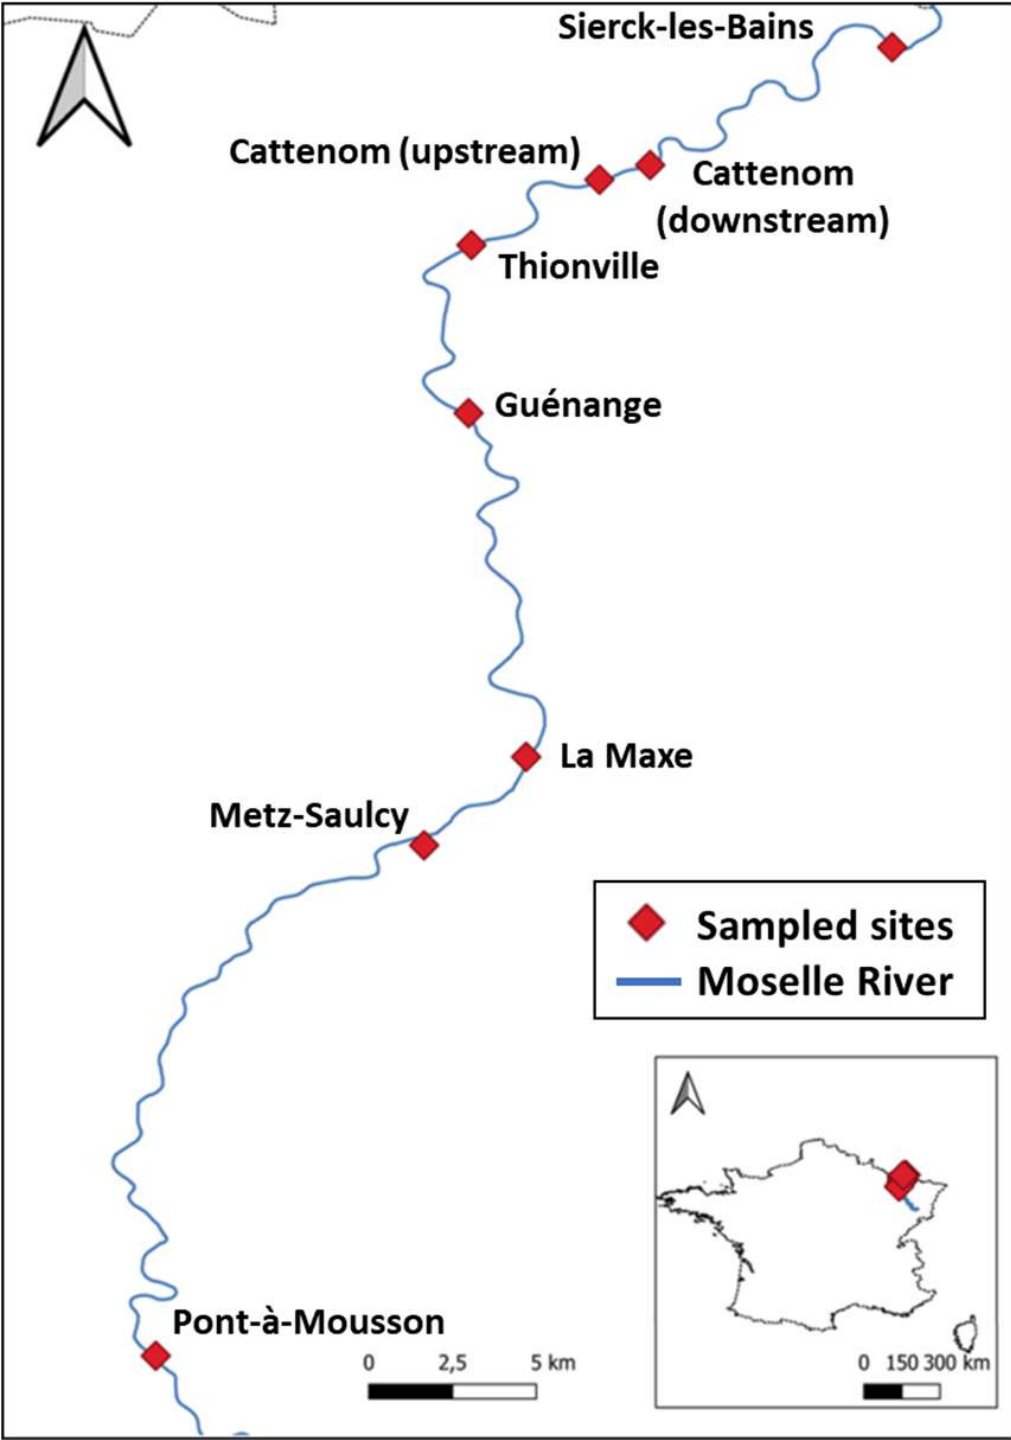 Sierck-les-Bains
Cattenom (upstream)
Cattenom
(downstream)
Thionville
Guénange
La Maxe
Metz-Saulcy
Sampled sites
Moselle River
Pont-à-Mousson
0 2,5 5 km
0 150 300 km